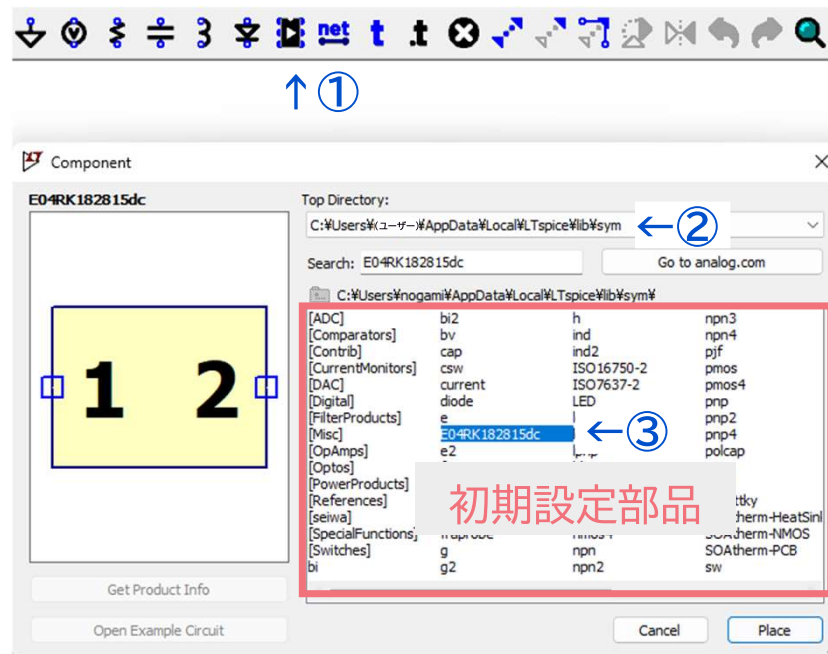 net t .t
↑①
Component
E04RK182815dc
1 2
Get Product Info
Open Example Circuit
Top Directory:
C:¥Users¥(ユーザー)¥AppData¥Local¥LTspice¥lib¥sym ←②
Search: E04RK182815dc Go to analog.com
C:¥Users¥nogami¥AppData¥Local¥LTspice¥lib¥sym¥
[ADC] bi2 h npn3
[Comparators] bv ind npn4
[Contrib] cap ind2 pjf
[CurrentMonitors] csw ISO16750-2 pmos
[DAC] current ISO7637-2 pmos4
[Digital] diode LED pnp
[FilterProducts] e pnp2
[Misc] E04RK182815dc ←③ pnp4
[OpAmps] e2 polcap
[Optos]
[PowerProducts]
[References]
[seiwa]
[SpecialFunctions] SOAtherm-NMOS
[Switches] g npn SOAtherm-PCB
bi g2 npn2 sw
初期設定部品
Cancel Place